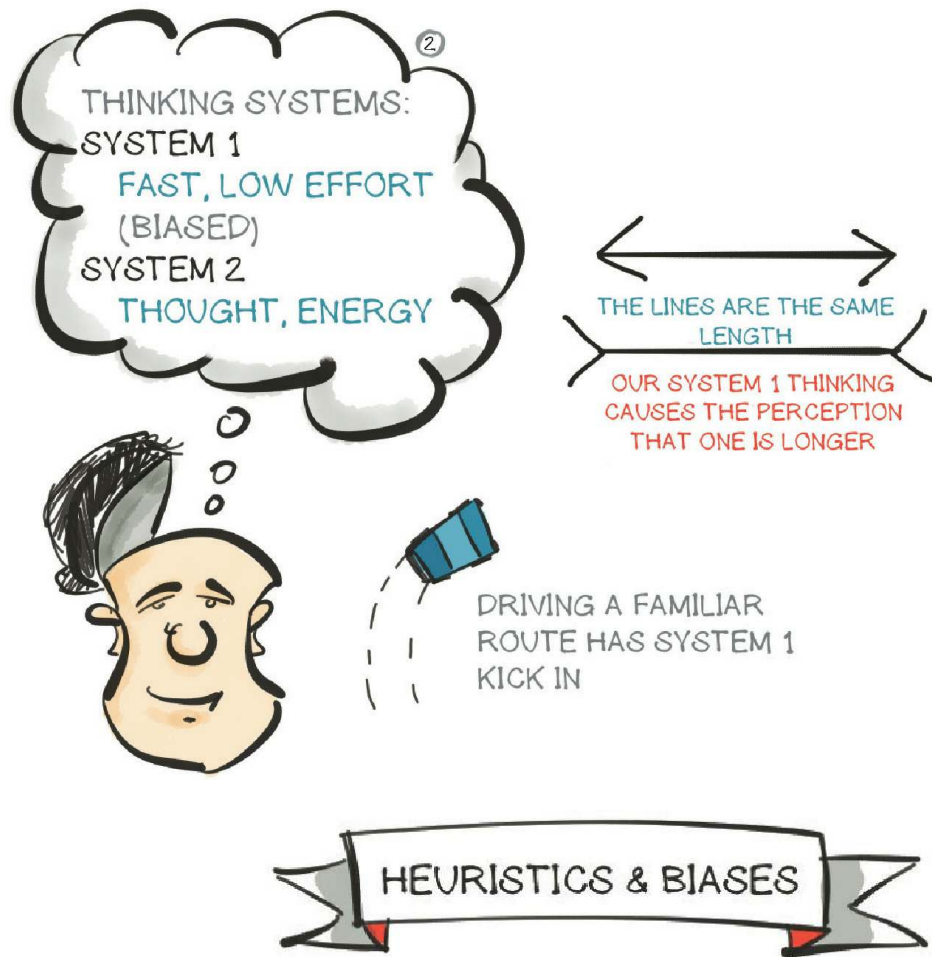 2
THINKING SYSTEMS:
SYSTEM 1
FAST, LOW EFFORT
(BIASED)
SYSTEM 2
THOUGHT, ENERGY
THE LINES ARE THE SAME
LENGTH
OUR SYSTEM 1 THINKING
CAUSES THE PERCEPTION
THAT ONE IS LONGER
DRIVING A FAMILIAR
ROUTE HAS SYSTEM 1
KICK IN
HEURISTICS & BIASES